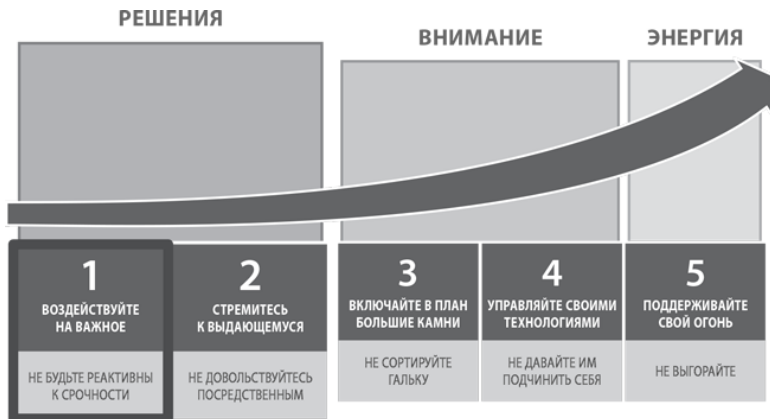 РЕШЕНИЯ
ВНИМАНИЕ
ЭНЕРГИЯ
1
ВОЗДЕЙСТВУЙТЕ
НА ВАЖНОЕ
НЕ БУДЬТЕ РЕАКТИВНЫ
К СРОЧНОСТИ
2
СТРЕМИТЕСЬ
К ВЫДАЮЩЕМУСЯ
НЕ ДОВОЛЬСТВУЙТЕСЬ
ПОСРЕДСТВЕННЫМ
3
ВКЛЮЧАЙТЕ В ПЛАН
БОЛЬШИЕ КАМНИ
НЕ СОРТИРУЙТЕ
ГАЛЬКУ
4
УПРАВЛЯЙТЕ СВОИМИ
ТЕХНОЛОГИЯМИ
НЕ ДАВАЙТЕ ИМ
ПОДЧИНИТЬ СЕБЯ
5
ПОДДЕРЖИВАЙТЕ
СВОЙ ОГОНЬ
НЕ ВЫГОРАЙТЕ